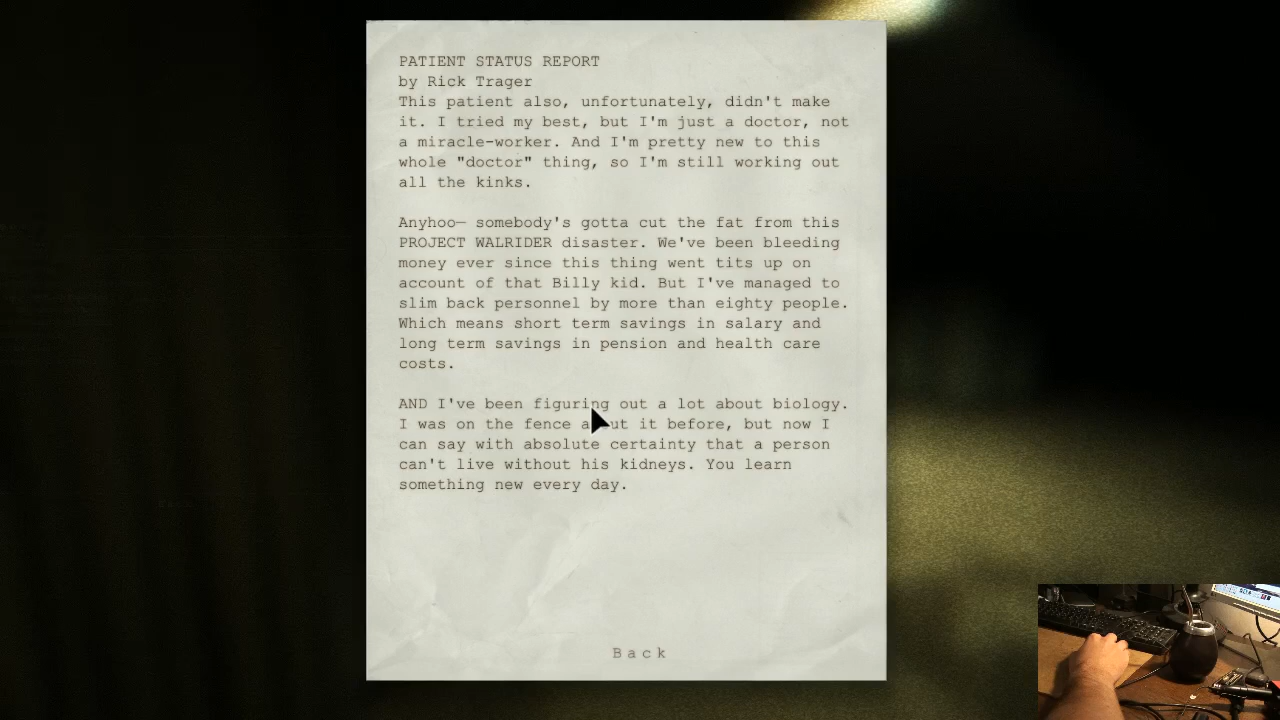 PATIENT STATUS REPORT
by Rick Trager
This patient also, unfortunately, didn't make
it. I tried my best, but I'm just a doctor, not
a miracle-worker. And I'm pretty new to this
whole "doctor" thing, so I'm still working out
all the kinks.
Anyhoo— somebody's gotta cut the fat from this
PROJECT WALRIDER disaster. We've been bleeding
money ever since this thing went tits up on
account of that Billy kid. But I've managed to
slim back personnel by more than eighty people.
Which means short term savings in salary and
long term savings in pension and health care
costs.
AND I've been figuring out a lot about biology.
I was on the fence about it before, but now I
can say with absolute certainty that a person
can't live without his kidneys. You learn
something new every day.
Back